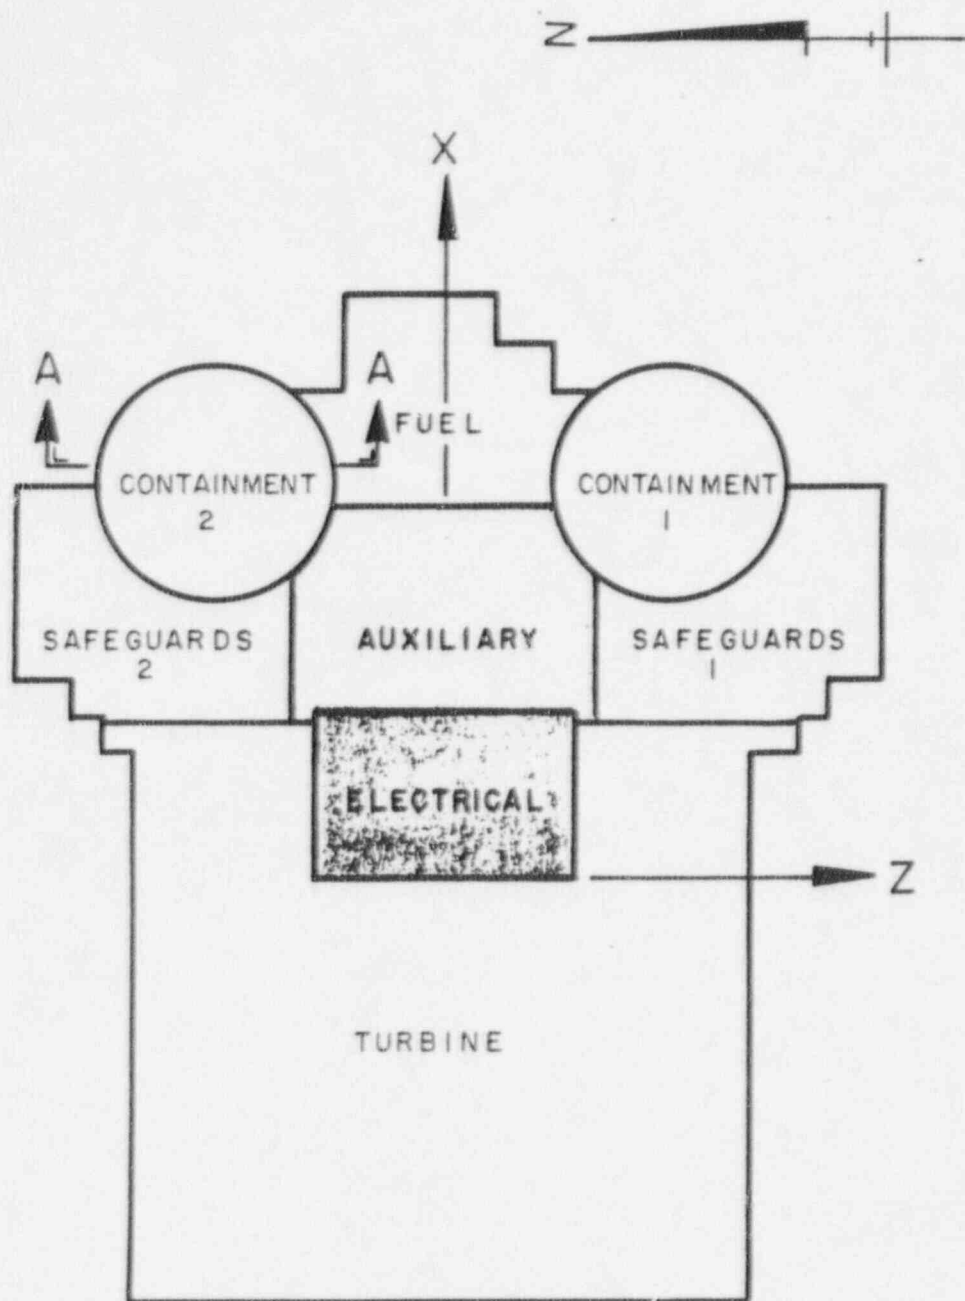 N
X
A
A
FUEL
CONTAINMENT
2
CONTAINMENT
1
SAFEGUARDS
2
AUXILIARY
SAFEGUARDS
1
ELECTRICAL
Z
TURBINE